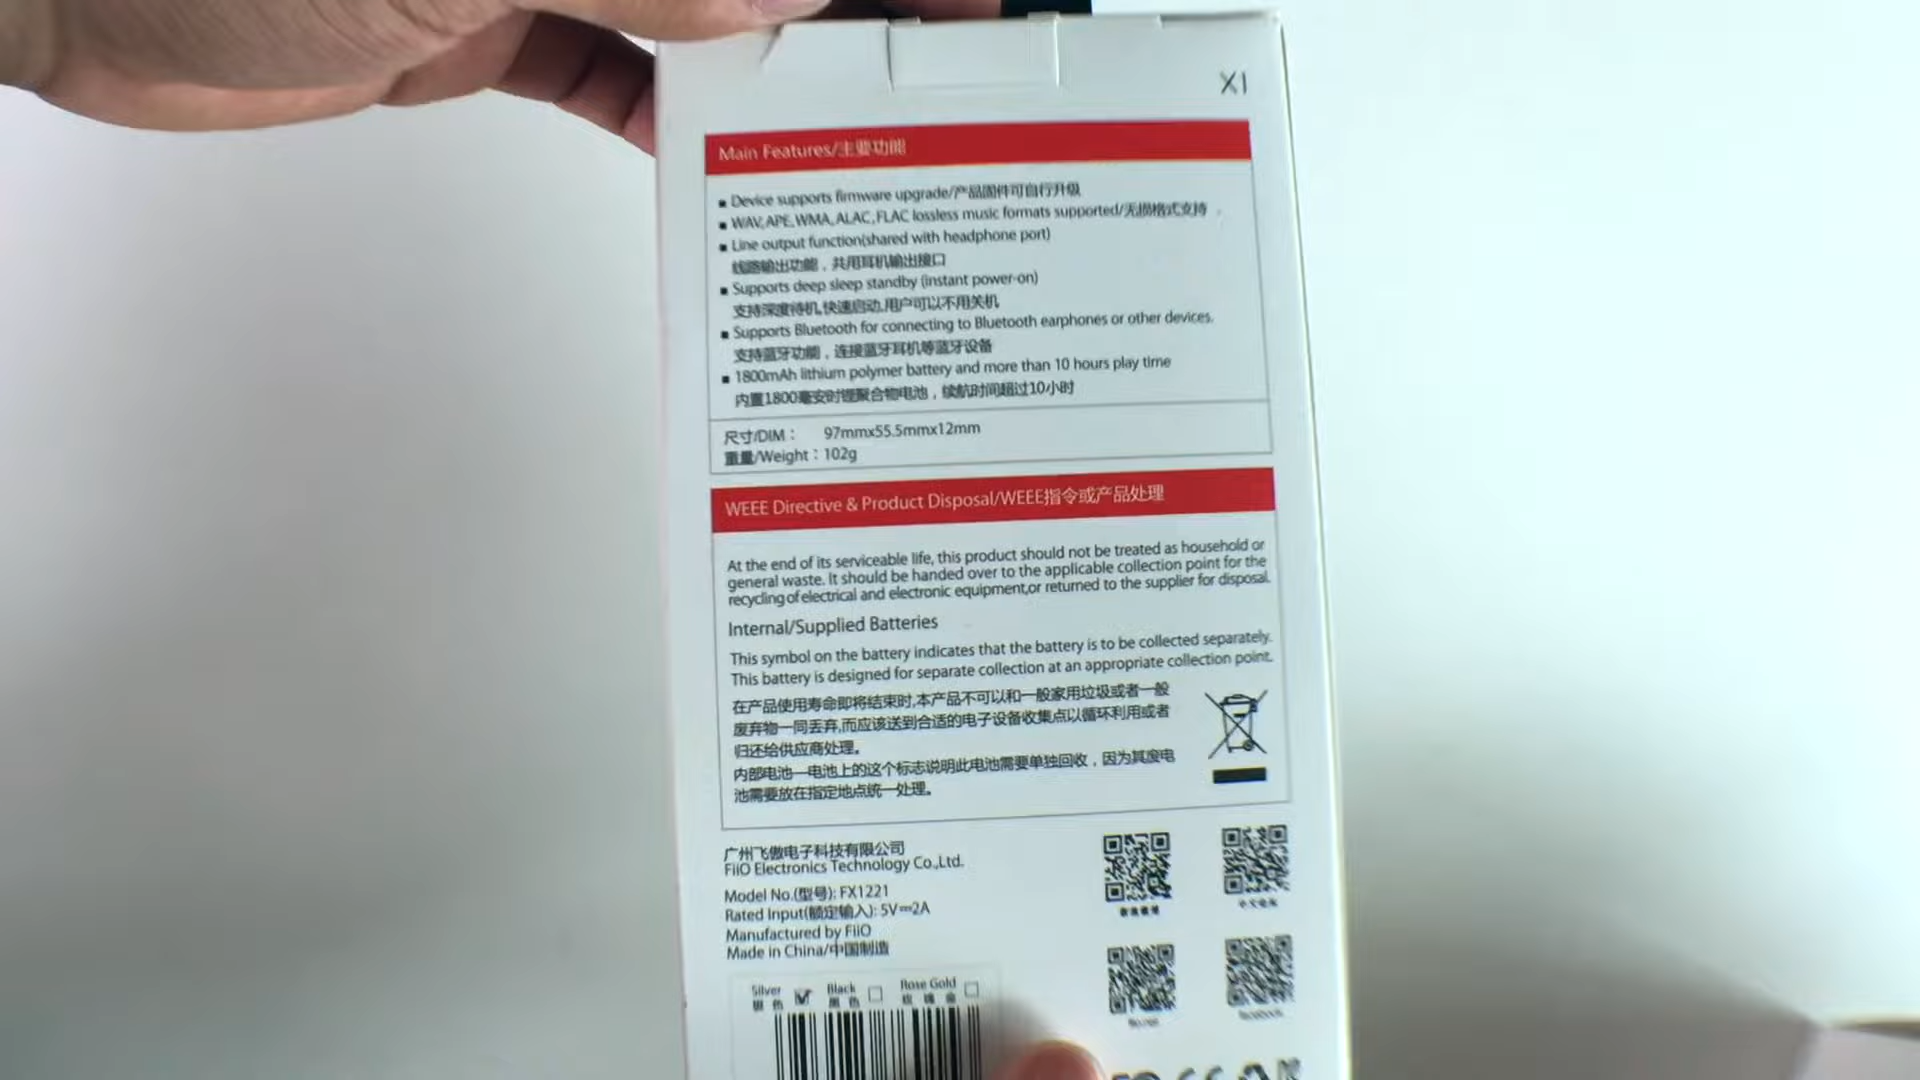 X1
Main Features/主要功能
■ Device supports firmware upgrade/产品固件可自行升级
■ WAV,APE,WMA,ALAC,FLAC lossless music formats supported/无损格式支持
■ Line output function(shared with headphone port)
线路输出功能，共用耳机输出接口
■ Supports deep sleep standby (instant power-on)
支持深度待机,快速启动,用户可以不用关机
■ Supports Bluetooth for connecting to Bluetooth earphones or other devices.
支持蓝牙功能，连接蓝牙耳机等蓝牙设备
■ 1800mAh lithium polymer battery and more than 10 hours play time
内置1800毫安时锂聚合物电池，续航时间超过10小时
尺寸/DIM： 97mmx55.5mmx12mm
重量/Weight：102g
WEEE Directive & Product Disposal/WEEE指令或产品处理
At the end of its serviceable life, this product should not be treated as household or
general waste. It should be handed over to the applicable collection point for the
recycling of electrical and electronic equipment,or returned to the supplier for disposal.
Internal/Supplied Batteries
This symbol on the battery indicates that the battery is to be collected separately.
This battery is designed for separate collection at an appropriate collection point.
在产品使用寿命即将结束时,本产品不可以和一般家用垃圾或者一般
废弃物一同丢弃,而应该送到合适的电子设备收集点以循环利用或者
归还给供应商处理。
内部电池—电池上的这个标志说明此电池需要单独回收，因为其废电
池需要放在指定地点统一处理。
广州飞傲电子科技有限公司
FiiO Electronics Technology Co.,Ltd.
Model No.(型号): FX1221
Rated Input(额定输入): 5V⎓2A
Manufactured by FiiO
Made in China/中国制造
Silver Black Rose Gold
银 色 黑 色 玫 瑰 金